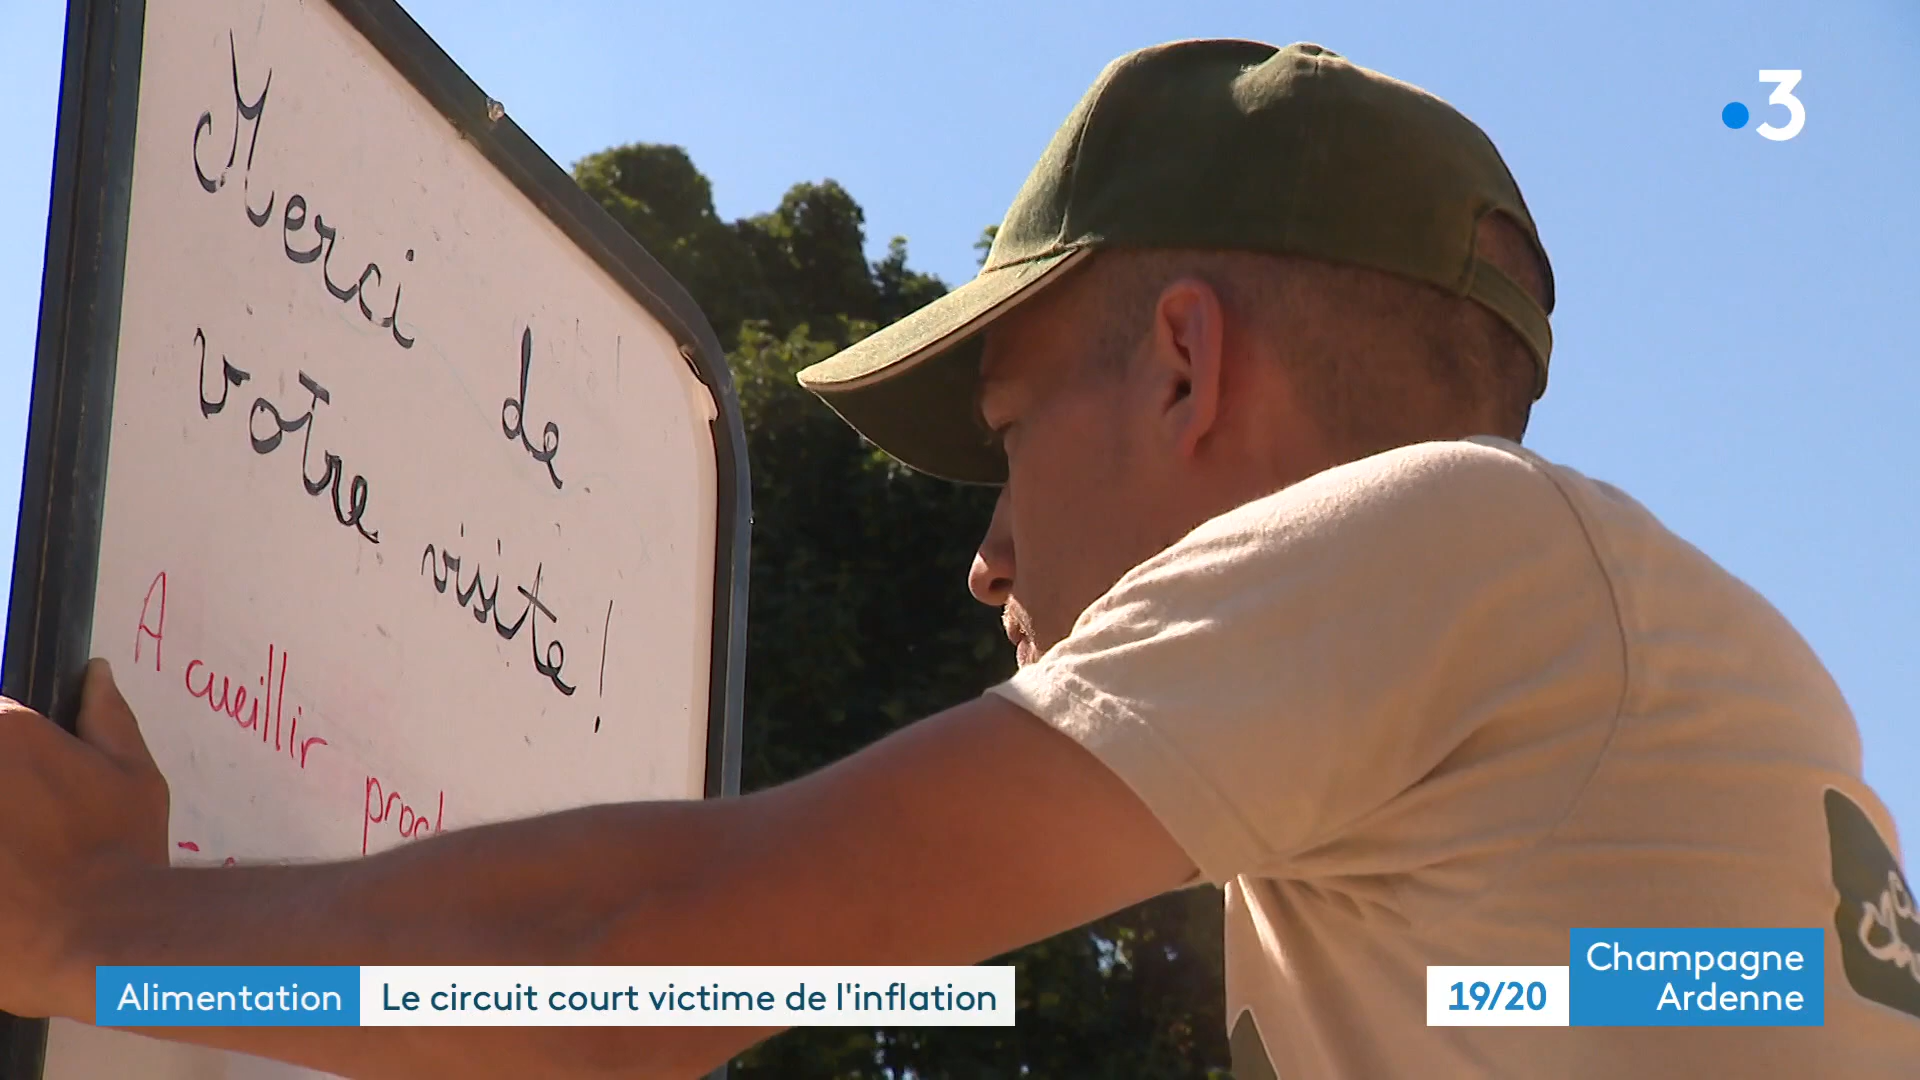 3
Merci de
votre visite !
A cueillir
Alimentation
Le circuit court victime de l'inflation
19/20
Champagne
Ardenne